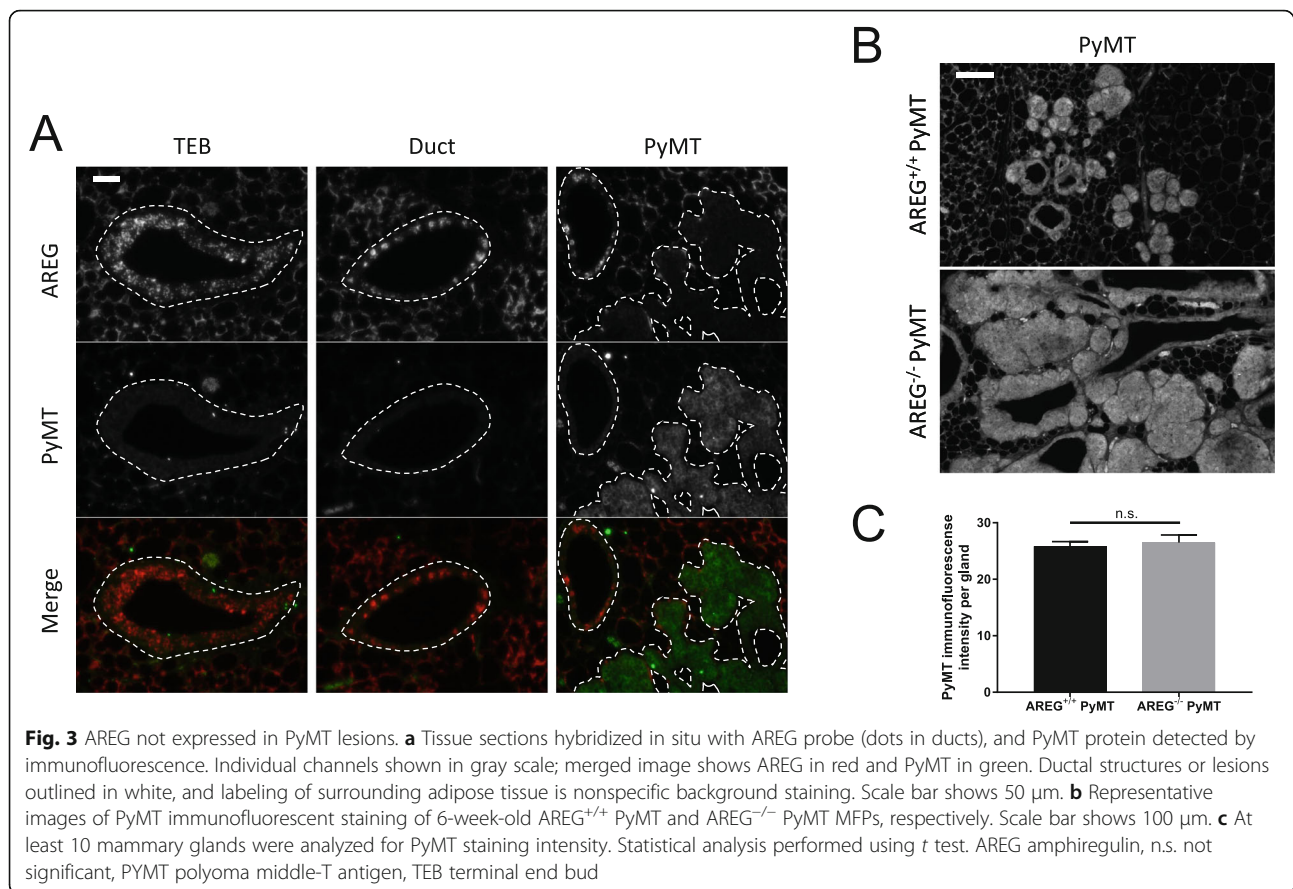 A
TEB
Duct
PyMT
AREG
PyMT
Merge
B
PyMT
AREG+/+ PyMT
AREG-/- PyMT
C
PyMT immunofluorescense
intensity per gland
30
20
10
0
n.s.
AREG+/+ PyMT
AREG-/- PyMT
Fig. 3 AREG not expressed in PyMT lesions. a Tissue sections hybridized in situ with AREG probe (dots in ducts), and PyMT protein detected by
immunofluorescence. Individual channels shown in gray scale; merged image shows AREG in red and PyMT in green. Ductal structures or lesions
outlined in white, and labeling of surrounding adipose tissue is nonspecific background staining. Scale bar shows 50 μm. b Representative
images of PyMT immunofluorescent staining of 6-week-old AREG+/+ PyMT and AREG−/− PyMT MFPs, respectively. Scale bar shows 100 μm. c At
least 10 mammary glands were analyzed for PyMT staining intensity. Statistical analysis performed using t test. AREG amphiregulin, n.s. not
significant, PYMT polyoma middle-T antigen, TEB terminal end bud